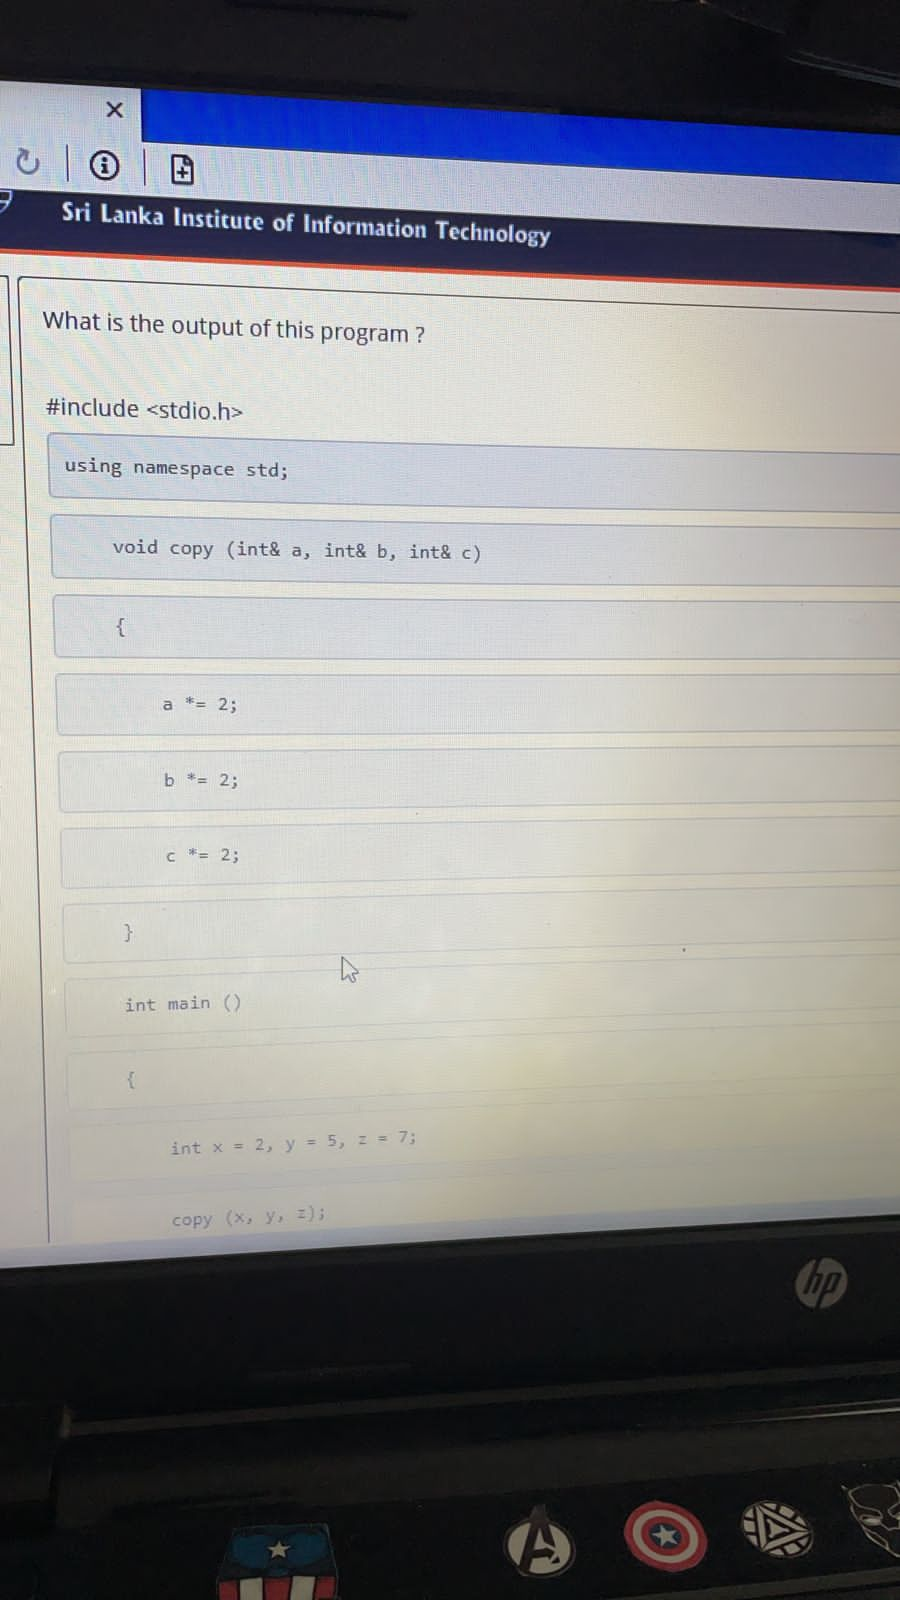 Sri Lanka Institute of Information Technology
What is the output of this program ?
#include <stdio.h>
using namespace std;
void copy (int& a, int& b, int& c)
{
a *= 2;
b *= 2;
c *= 2;
}
int main ()
{
int x = 2, y = 5, z = 7;
copy (x, y, z);
hp